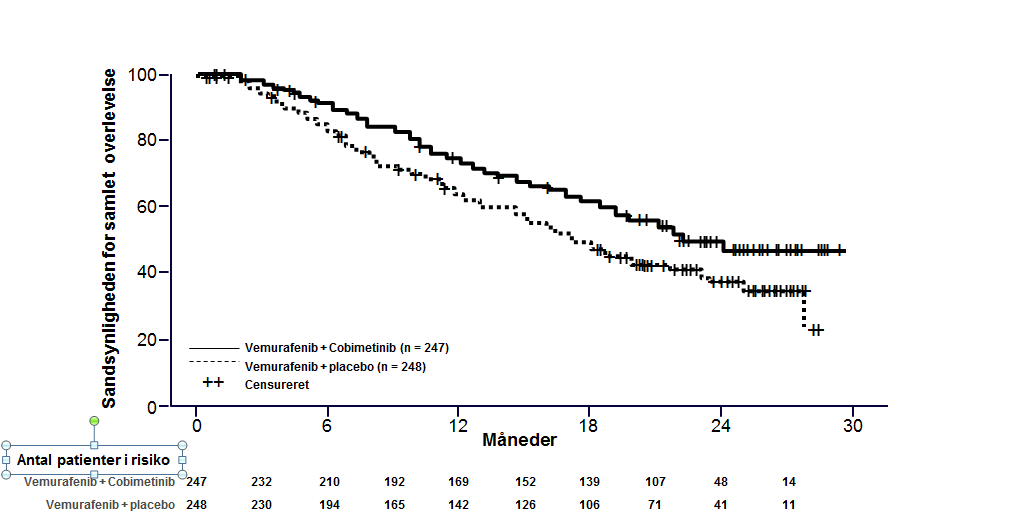 Sandsynligheden for samlet overlevelse
100
80
60
40
20
0
Vemurafenib + Cobimetinib (n = 247)
Vemurafenib + placebo (n = 248)
++ Censureret
0 6 12 18 24 30
Måneder
Antal patienter i risiko
Vemurafenib + Cobimetinib 247 232 210 192 169 152 139 107 48 14
Vemurafenib + placebo 248 230 194 165 142 126 106 71 41 11